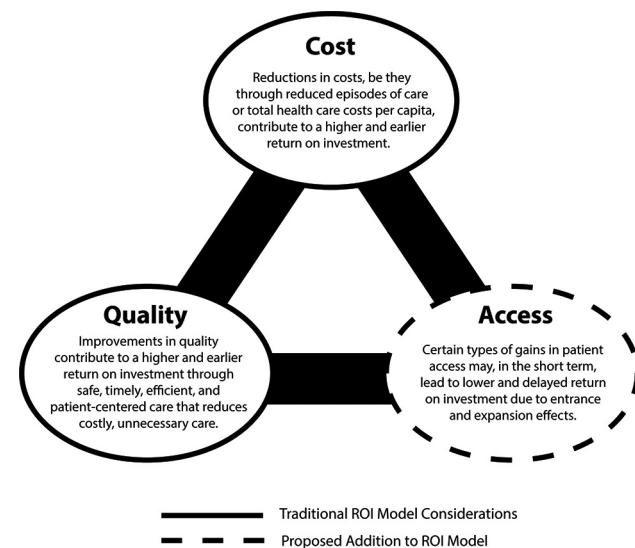 Cost
Reductions in costs, be they
through reduced episodes of care
or total health care costs per capita,
contribute to a higher and earlier
return on investment.
Quality
Improvements in quality
contribute to a higher and earlier
return on investment through
safe, timely, efficient, and
patient-centered care that reduces
costly, unnecessary care.
Access
Certain types of gains in patient
access may, in the short term,
lead to lower and delayed return
on investment due to entrance
and expansion effects.
Traditional ROI Model Considerations
Proposed Addition to ROI Model